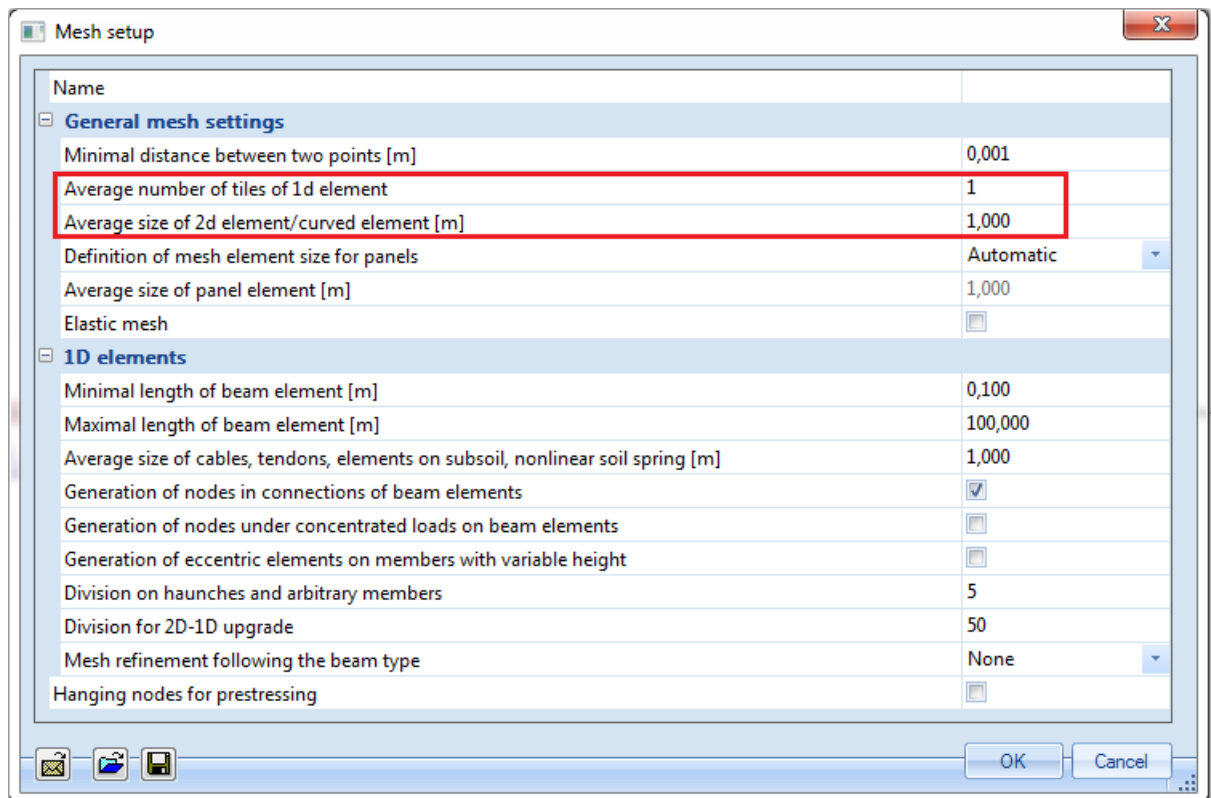 Mesh setup
Name
General mesh settings
Minimal distance between two points [m] 0,001
Average number of tiles of 1d element 1
Average size of 2d element/curved element [m] 1,000
Definition of mesh element size for panels Automatic
Average size of panel element [m] 1,000
Elastic mesh
1D elements
Minimal length of beam element [m] 0,100
Maximal length of beam element [m] 100,000
Average size of cables, tendons, elements on subsoil, nonlinear soil spring [m] 1,000
Generation of nodes in connections of beam elements
Generation of nodes under concentrated loads on beam elements
Generation of eccentric elements on members with variable height
Division on haunches and arbitrary members 5
Division for 2D-1D upgrade 50
Mesh refinement following the beam type None
Hanging nodes for prestressing
OK Cancel